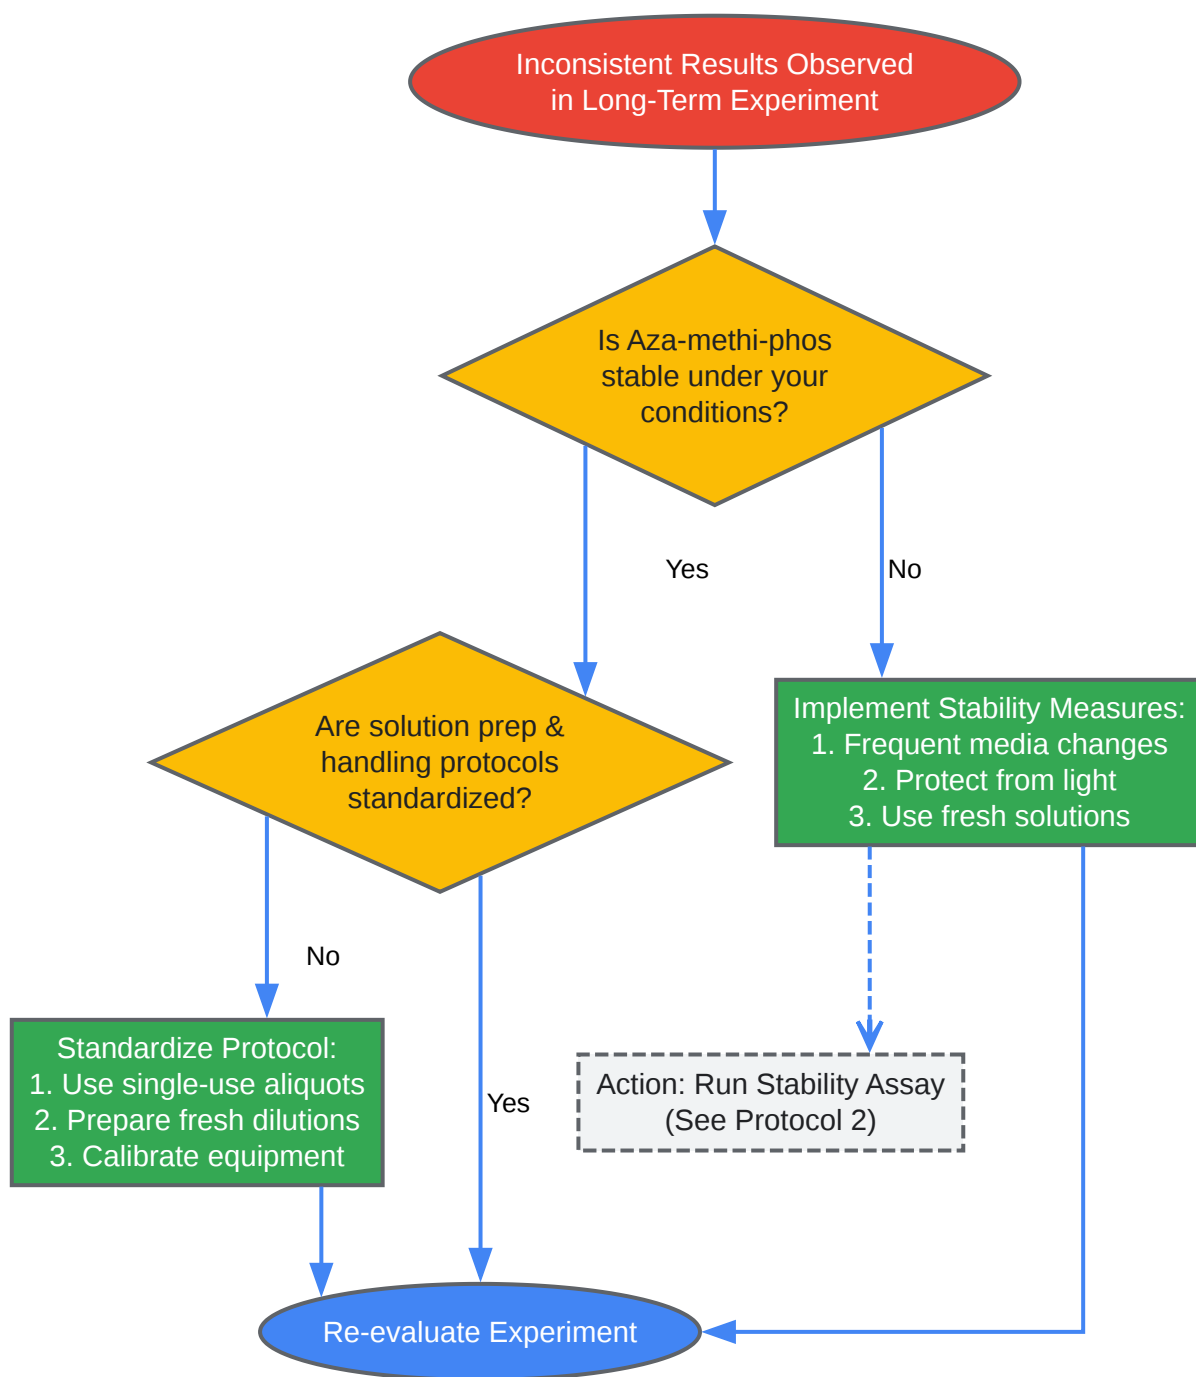 Inconsistent Results Observed
in Long-Term Experiment
Is Aza-methi-phos
stable under your
conditions?
Yes
No
Are solution prep &
handling protocols
standardized?
Implement Stability Measures:
1. Frequent media changes
2. Protect from light
3. Use fresh solutions
No
Yes
Standardize Protocol:
1. Use single-use aliquots
2. Prepare fresh dilutions
3. Calibrate equipment
Action: Run Stability Assay
(See Protocol 2)
Re-evaluate Experiment